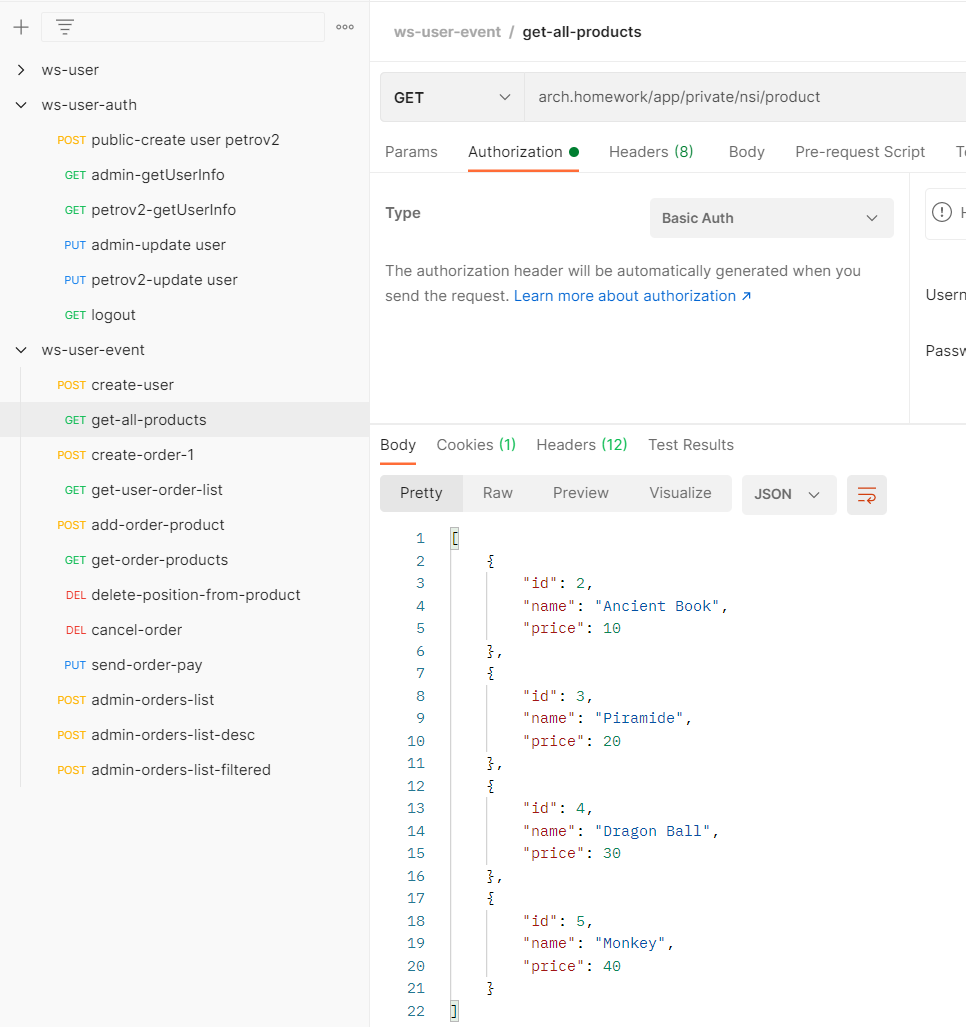 ws-user
ws-user-auth
POST public-create user petrov2
GET admin-getUserInfo
GET petrov2-getUserInfo
PUT admin-update user
PUT petrov2-update user
GET logout
ws-user-event
POST create-user
GET get-all-products
POST create-order-1
GET get-user-order-list
POST add-order-product
GET get-order-products
DEL delete-position-from-product
DEL cancel-order
PUT send-order-pay
POST admin-orders-list
POST admin-orders-list-desc
POST admin-orders-list-filtered
ws-user-event / get-all-products
GET arch.homework/app/private/nsi/product
Params Authorization Headers (8) Body Pre-request Script
Type Basic Auth
The authorization header will be automatically generated when you
send the request. Learn more about authorization ↗
Usern
Passw
Body Cookies (1) Headers (12) Test Results
Pretty Raw Preview Visualize JSON
1 [
2 {
3 "id": 2,
4 "name": "Ancient Book",
5 "price": 10
6 },
7 {
8 "id": 3,
9 "name": "Piramide",
10 "price": 20
11 },
12 {
13 "id": 4,
14 "name": "Dragon Ball",
15 "price": 30
16 },
17 {
18 "id": 5,
19 "name": "Monkey",
20 "price": 40
21 }
22 ]